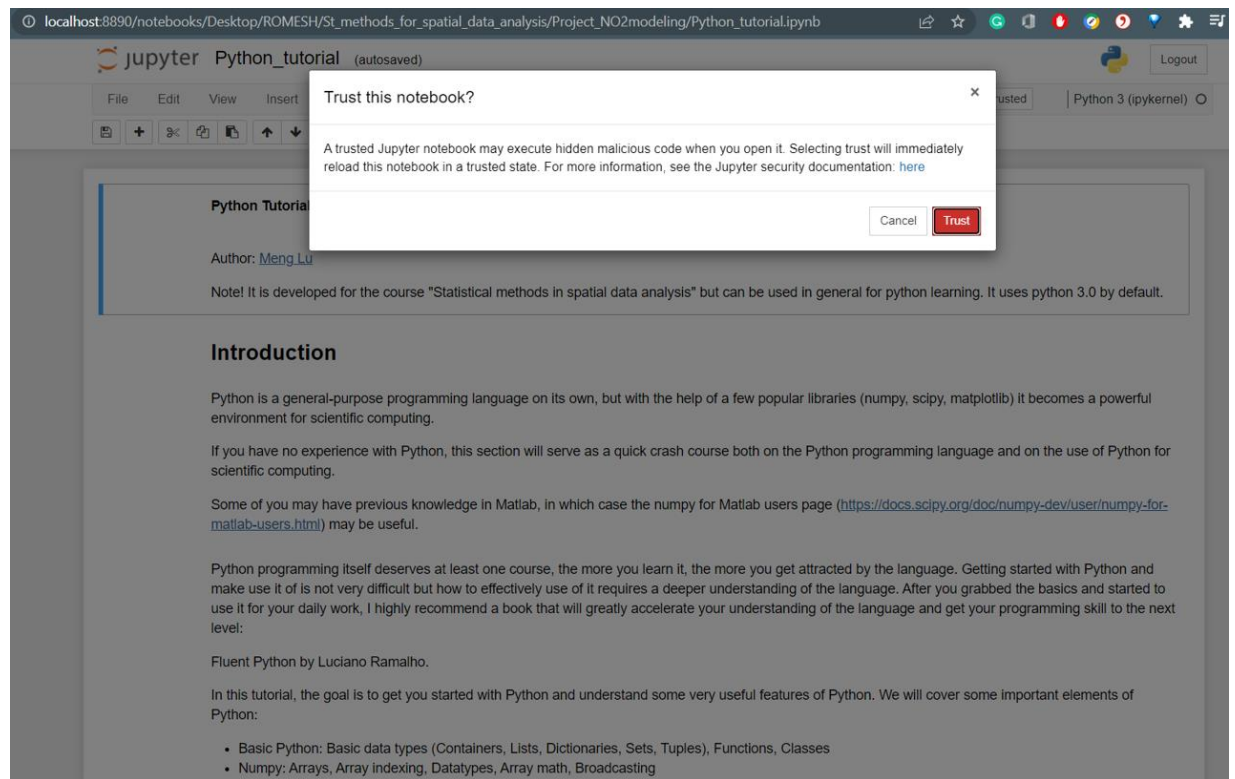 localhost:8890/notebooks/Desktop/ROMESH/St_methods_for_spatial_data_analysis/Project_NO2modeling/Python_tutorial.ipynb
jupyter Python_tutorial (autosaved)
Logout
File Edit View Insert
Python 3 (ipykernel)
Trust this notebook?
×
A trusted Jupyter notebook may execute hidden malicious code when you open it. Selecting trust will immediately
reload this notebook in a trusted state. For more information, see the Jupyter security documentation: here
Cancel Trust
Python Tutorial
Author: Meng Lu
Note! It is developed for the course "Statistical methods in spatial data analysis" but can be used in general for python learning. It uses python 3.0 by default.
Introduction
Python is a general-purpose programming language on its own, but with the help of a few popular libraries (numpy, scipy, matplotlib) it becomes a powerful
environment for scientific computing.
If you have no experience with Python, this section will serve as a quick crash course both on the Python programming language and on the use of Python for
scientific computing.
Some of you may have previous knowledge in Matlab, in which case the numpy for Matlab users page (https://docs.scipy.org/doc/numpy-dev/user/numpy-for-
matlab-users.html) may be useful.
Python programming itself deserves at least one course, the more you learn it, the more you get attracted by the language. Getting started with Python and
make use it of is not very difficult but how to effectively use of it requires a deeper understanding of the language. After you grabbed the basics and started to
use it for your daily work, I highly recommend a book that will greatly accelerate your understanding of the language and get your programming skill to the next
level:
Fluent Python by Luciano Ramalho.
In this tutorial, the goal is to get you started with Python and understand some very useful features of Python. We will cover some important elements of
Python:
• Basic Python: Basic data types (Containers, Lists, Dictionaries, Sets, Tuples), Functions, Classes
• Numpy: Arrays, Array indexing, Datatypes, Array math, Broadcasting